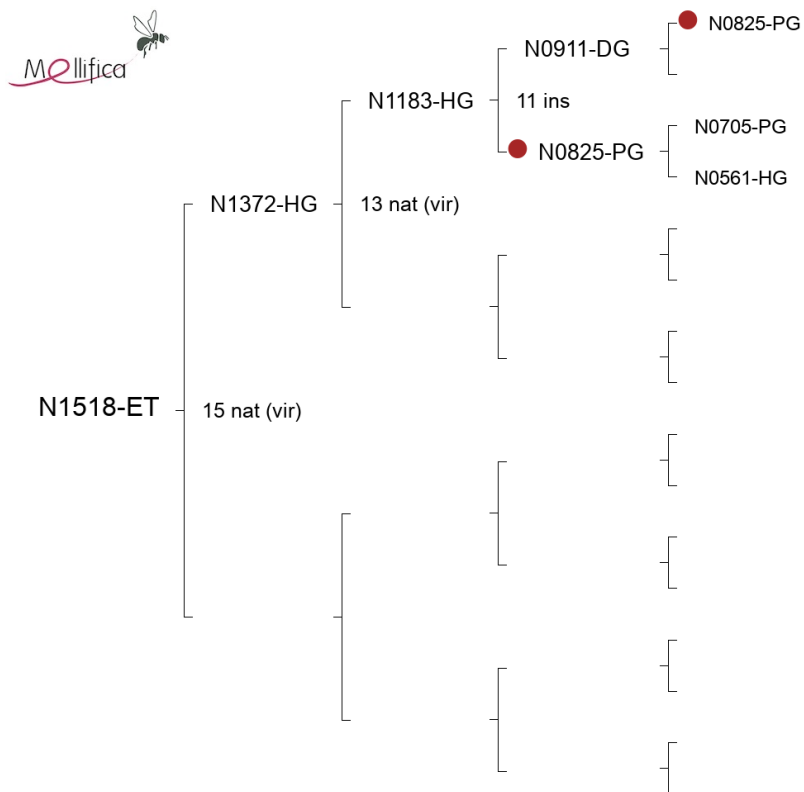 Mellifica
N0825-PG
N0911-DG
N1183-HG
11 ins
N0705-PG
N0825-PG
N0561-HG
N1372-HG
13 nat (vir)
N1518-ET
15 nat (vir)